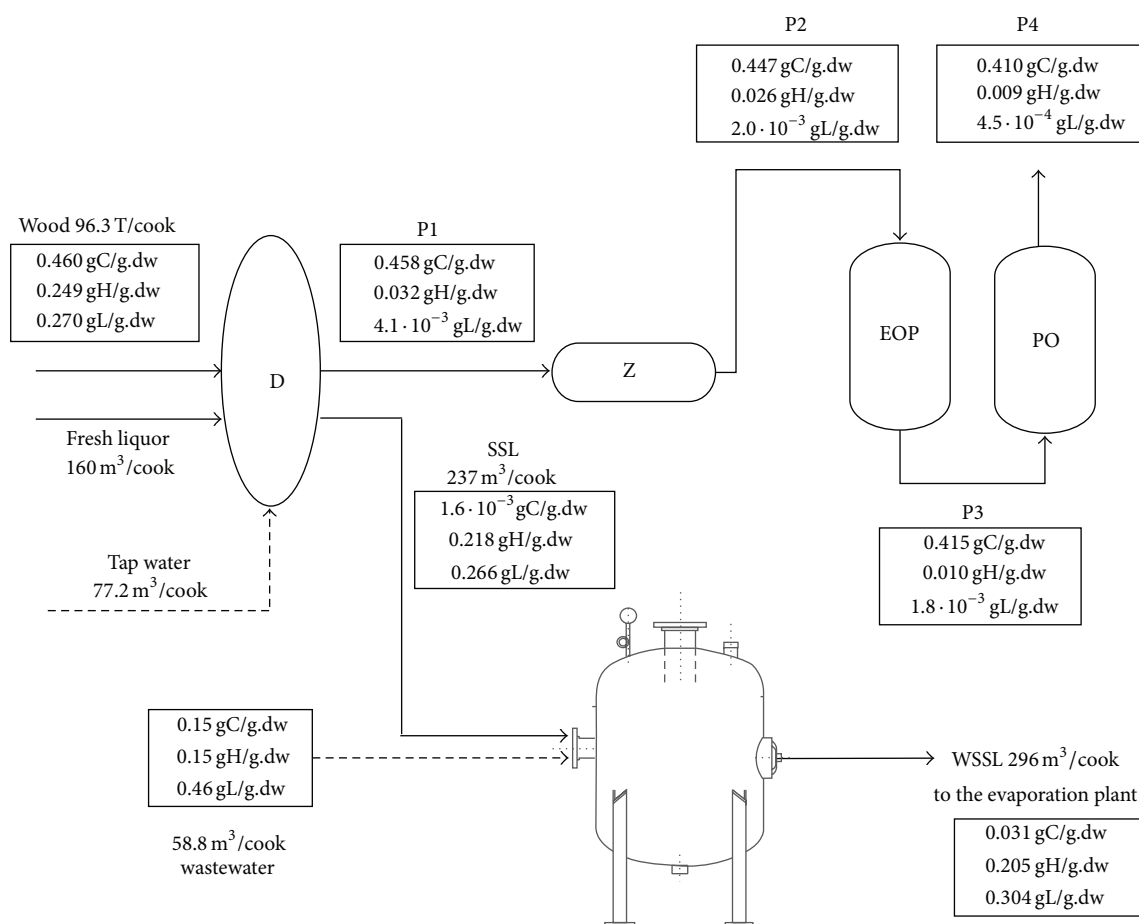 P2
0.447 gC/g.dw
0.026 gH/g.dw
2.0 · 10⁻³ gL/g.dw
P4
0.410 gC/g.dw
0.009 gH/g.dw
4.5 · 10⁻⁴ gL/g.dw
Wood 96.3 T/cook
0.460 gC/g.dw
0.249 gH/g.dw
0.270 gL/g.dw
P1
0.458 gC/g.dw
0.032 gH/g.dw
4.1 · 10⁻³ gL/g.dw
D
Z
EOP
PO
Fresh liquor
160 m³/cook
SSL
237 m³/cook
1.6 · 10⁻³ gC/g.dw
0.218 gH/g.dw
0.266 gL/g.dw
P3
0.415 gC/g.dw
0.010 gH/g.dw
1.8 · 10⁻³ gL/g.dw
Tap water
77.2 m³/cook
0.15 gC/g.dw
0.15 gH/g.dw
0.46 gL/g.dw
58.8 m³/cook
wastewater
WSSL 296 m³/cook
to the evaporation plant
0.031 gC/g.dw
0.205 gH/g.dw
0.304 gL/g.dw